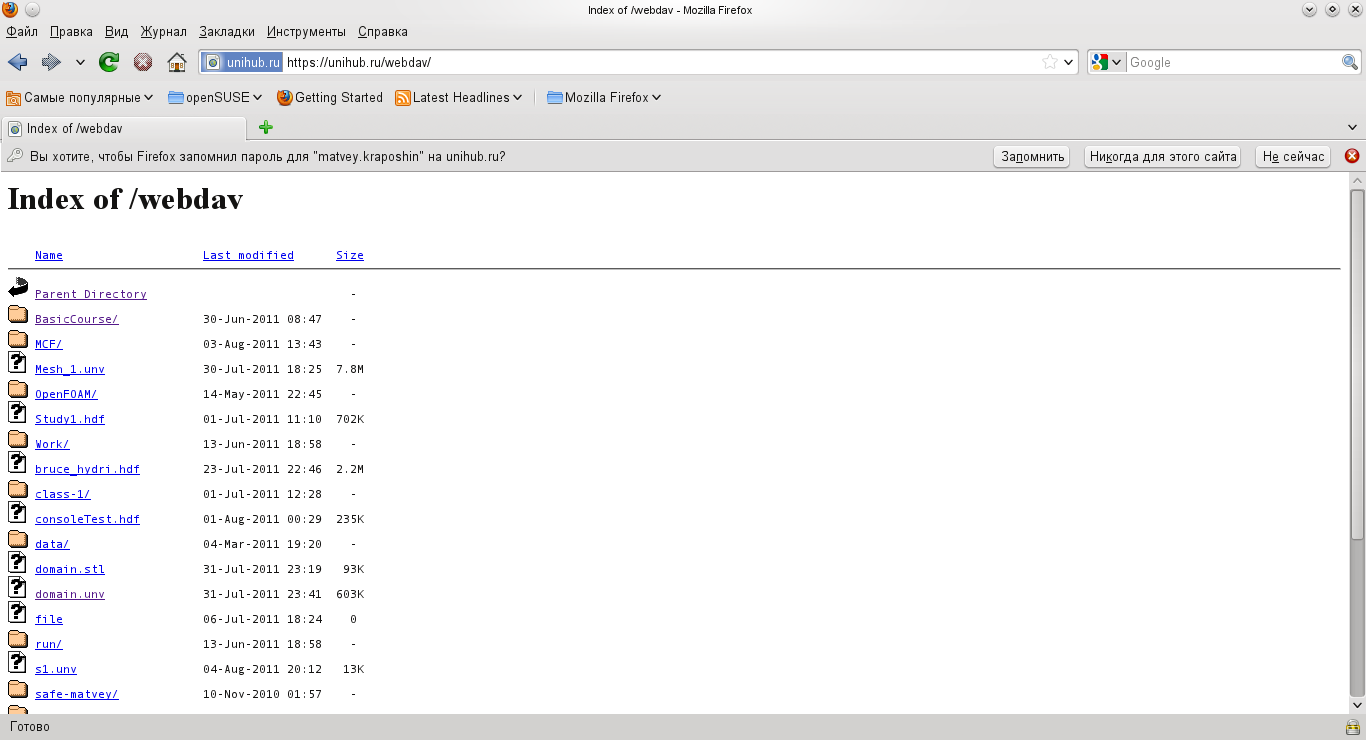 Index of /webdav - Mozilla Firefox
Файл Правка Вид Журнал Закладки Инструменты Справка
unihub.ru https://unihub.ru/webdav/ Google
Самые популярные openSUSE Getting Started Latest Headlines Mozilla Firefox
Index of /webdav
Вы хотите, чтобы Firefox запомнил пароль для "matvey.kraposhin" на unihub.ru? Запомнить Никогда для этого сайта Не сейчас
Index of /webdav
Name Last modified Size
Parent Directory -
BasicCourse/ 30-Jun-2011 08:47 -
MCF/ 03-Aug-2011 13:43 -
Mesh_1.unv 30-Jul-2011 18:25 7.8M
OpenFOAM/ 14-May-2011 22:45 -
Study1.hdf 01-Jul-2011 11:10 702K
Work/ 13-Jun-2011 18:58 -
bruce_hydri.hdf 23-Jul-2011 22:46 2.2M
class-1/ 01-Jul-2011 12:28 -
consoleTest.hdf 01-Aug-2011 00:29 235K
data/ 04-Mar-2011 19:20 -
domain.stl 31-Jul-2011 23:19 93K
domain.unv 31-Jul-2011 23:41 603K
file 06-Jul-2011 18:24 0
run/ 13-Jun-2011 18:58 -
s1.unv 04-Aug-2011 20:12 13K
safe-matvey/ 10-Nov-2010 01:57 -
Готово